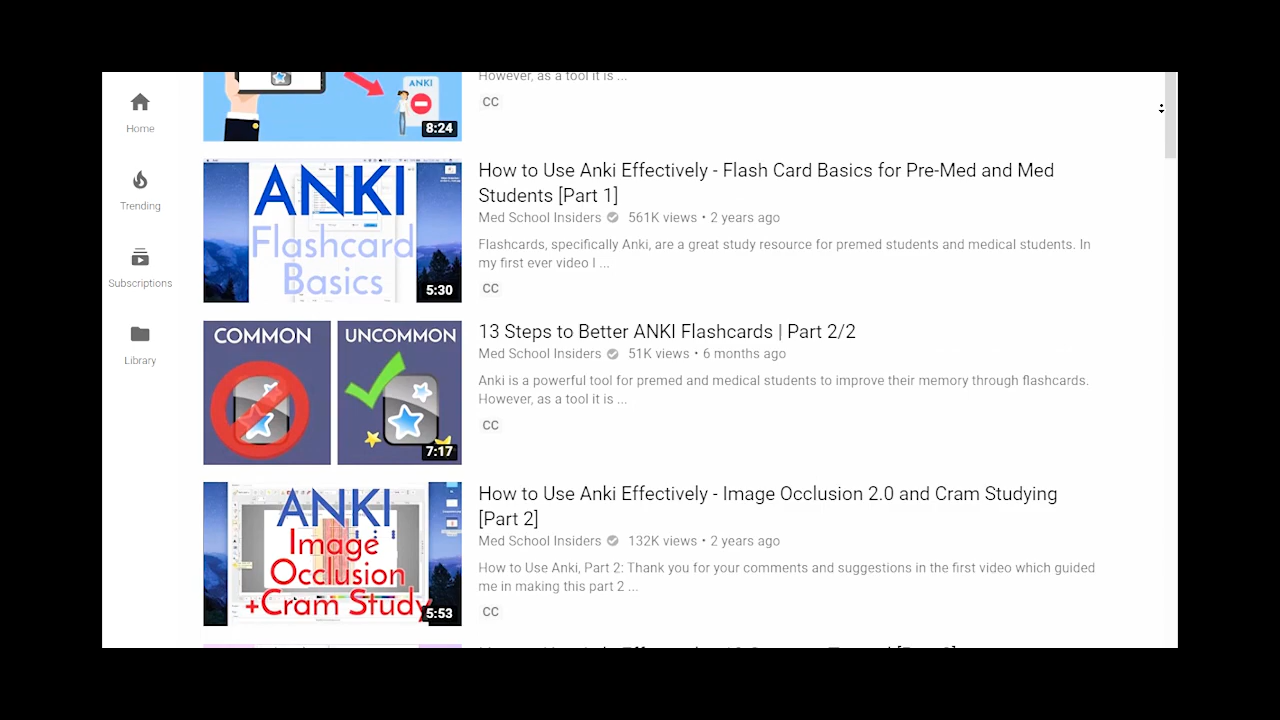 However, as a tool it is ...
CC
ANKI
8:24
Home
Trending
Subscriptions
Library
ANKI
Flashcard
Basics
5:30
How to Use Anki Effectively - Flash Card Basics for Pre-Med and Med
Students [Part 1]
Med School Insiders 561K views • 2 years ago
Flashcards, specifically Anki, are a great study resource for premed students and medical students. In
my first ever video I ...
CC
COMMON
UNCOMMON
7:17
13 Steps to Better ANKI Flashcards | Part 2/2
Med School Insiders 51K views • 6 months ago
Anki is a powerful tool for premed and medical students to improve their memory through flashcards.
However, as a tool it is ...
CC
ANKI
Image
Occlusion
+Cram Study
5:53
How to Use Anki Effectively - Image Occlusion 2.0 and Cram Studying
[Part 2]
Med School Insiders 132K views • 2 years ago
How to Use Anki, Part 2: Thank you for your comments and suggestions in the first video which guided
me in making this part 2 ...
CC